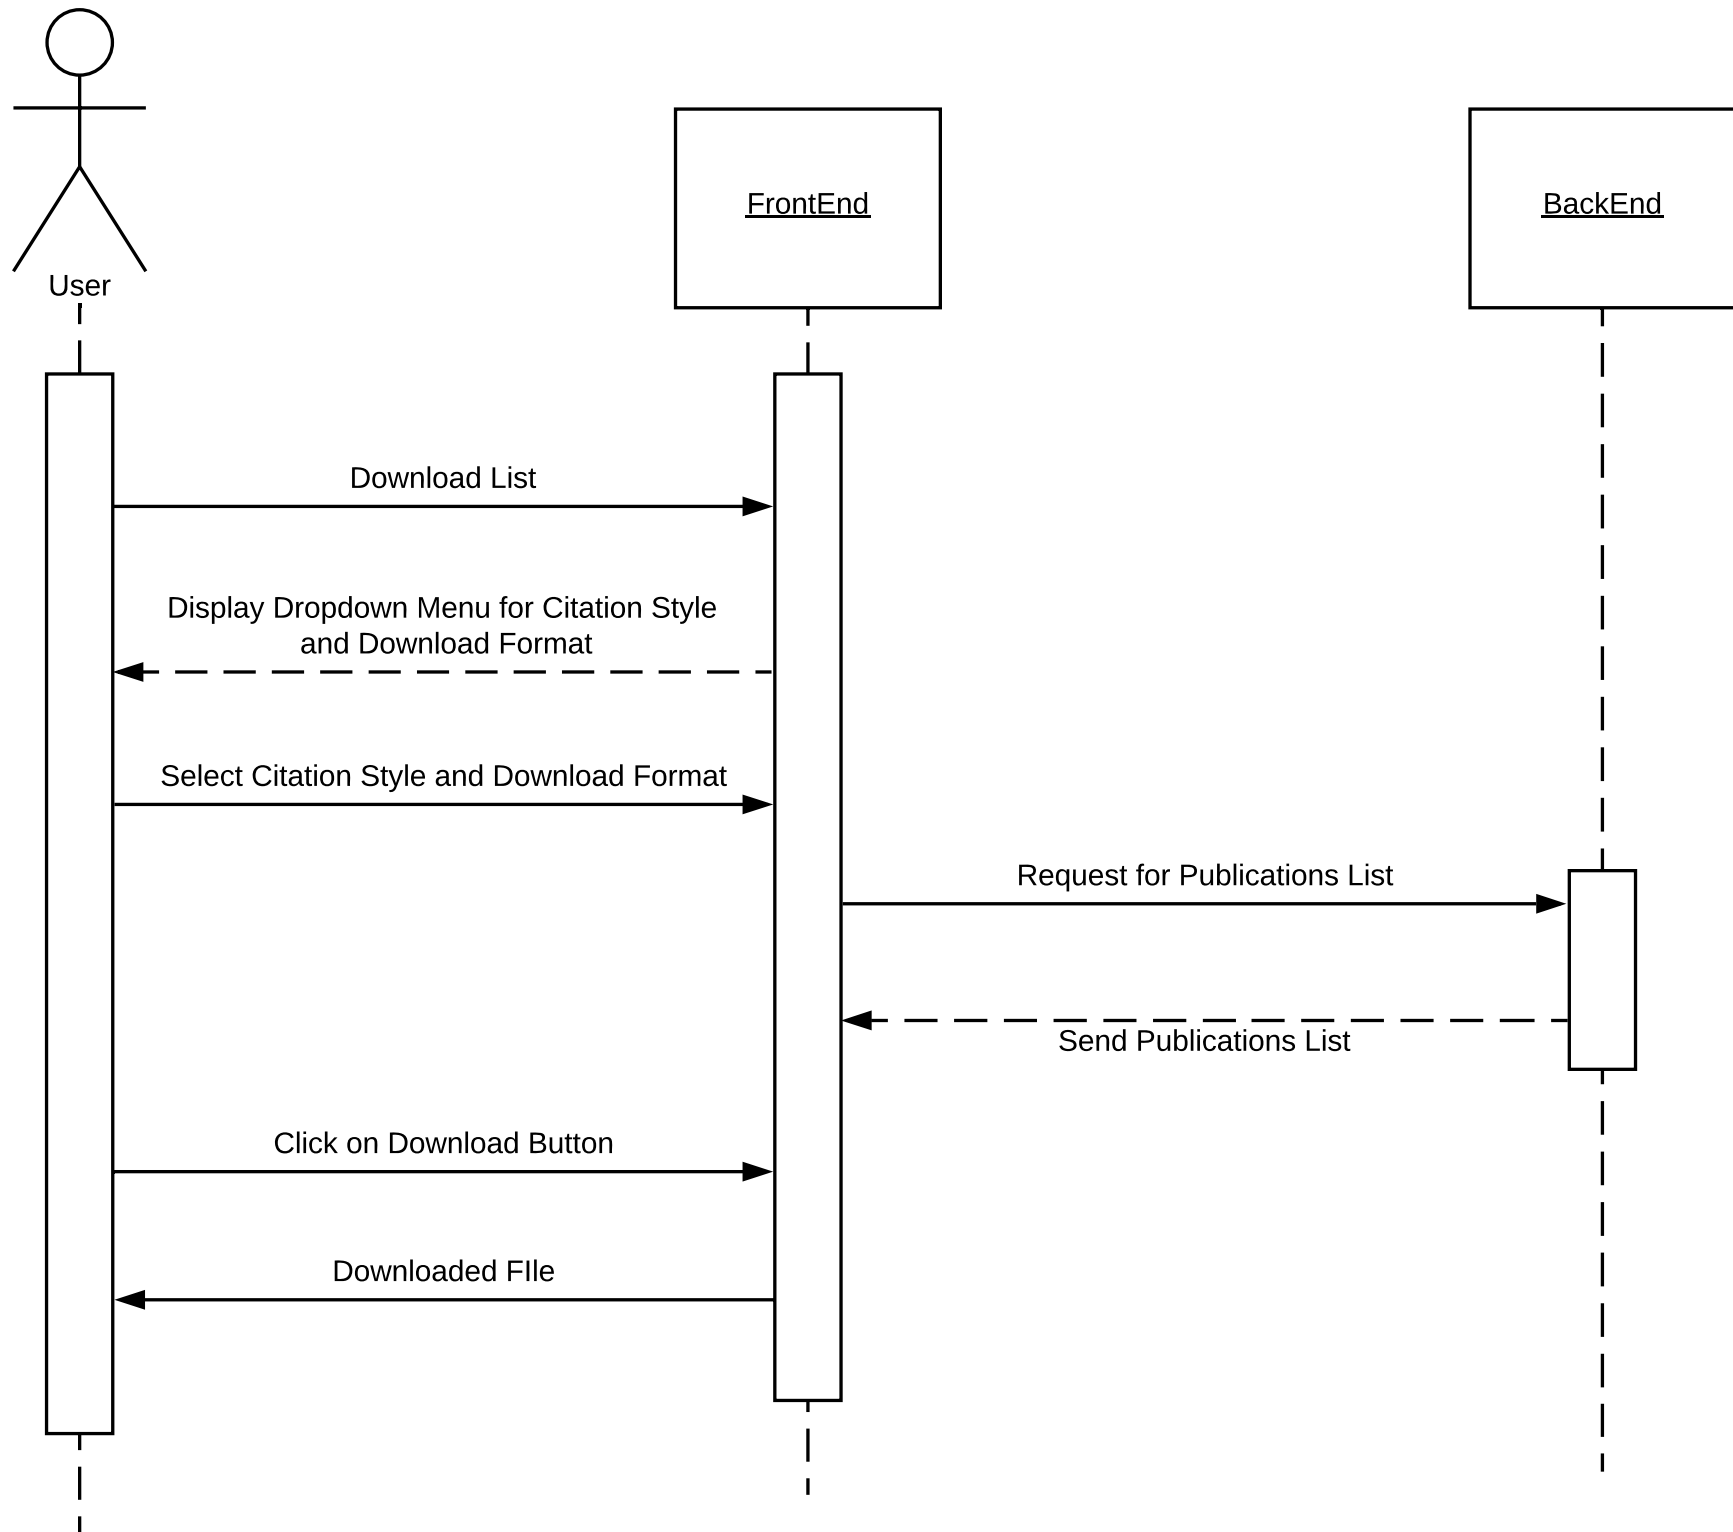 User
FrontEnd
BackEnd
Download List
Display Dropdown Menu for Citation Style
and Download Format
Select Citation Style and Download Format
Request for Publications List
Send Publications List
Click on Download Button
Downloaded FIle